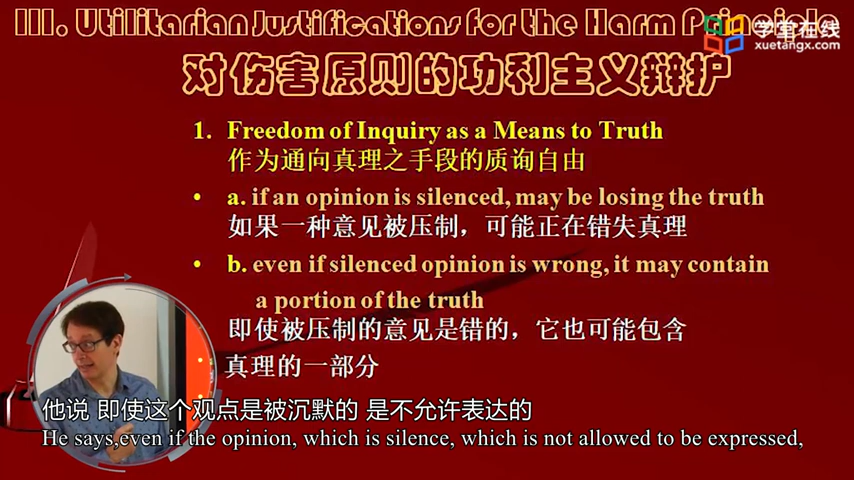 III. Utilitarian Justifications for the Harm Principle
学堂在线
xuetangx.com
对伤害原则的功利主义辩护
1. Freedom of Inquiry as a Means to Truth
作为通向真理之手段的质询自由
• a. if an opinion is silenced, may be losing the truth
如果一种意见被压制，可能正在错失真理
• b. even if silenced opinion is wrong, it may contain
a portion of the truth
即使被压制的意见是错的，它也可能包含
真理的一部分
他说 即使这个观点是被沉默的 是不允许表达的
He says,even if the opinion, which is silence, which is not allowed to be expressed,